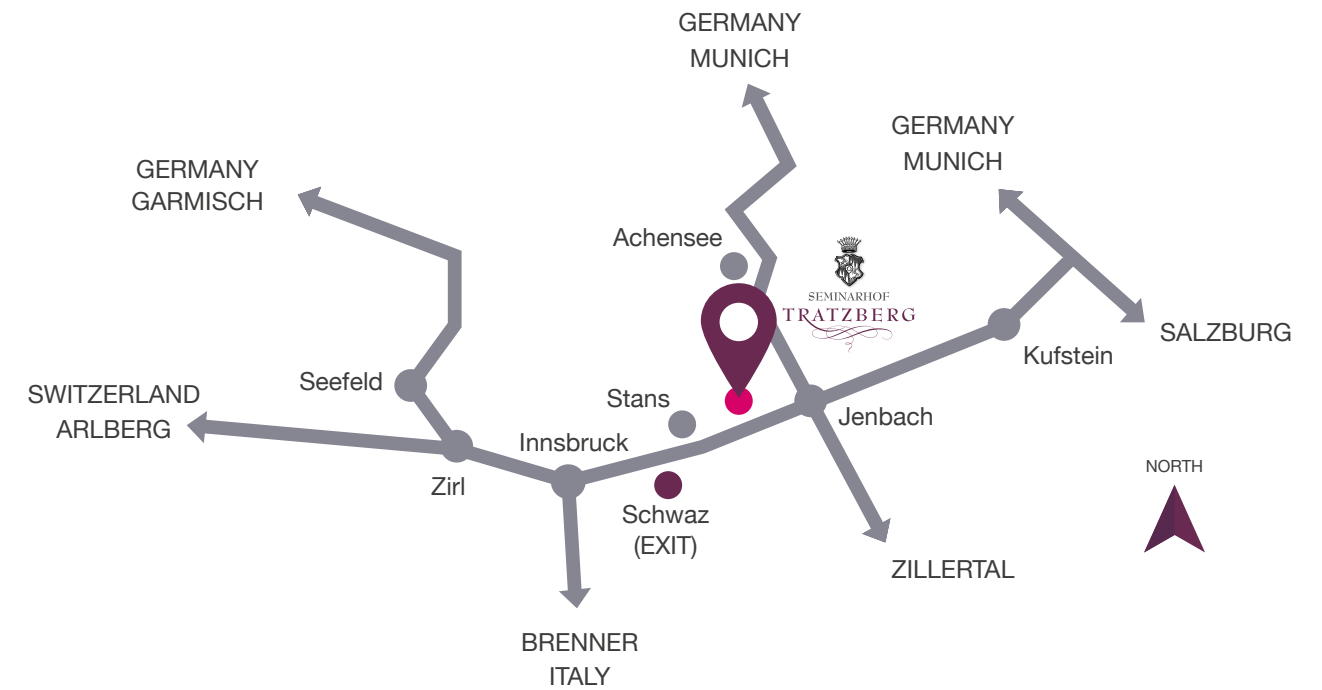 GERMANY
MUNICH
GERMANY
MUNICH
GERMANY
GARMISCH
Achensee
SEMINARHOF
TRATZBERG
SALZBURG
Kufstein
Seefeld
SWITZERLAND
ARLBERG
Stans
Jenbach
Innsbruck
Zirl
NORTH
Schwaz
(EXIT)
ZILLERTAL
BRENNER
ITALY